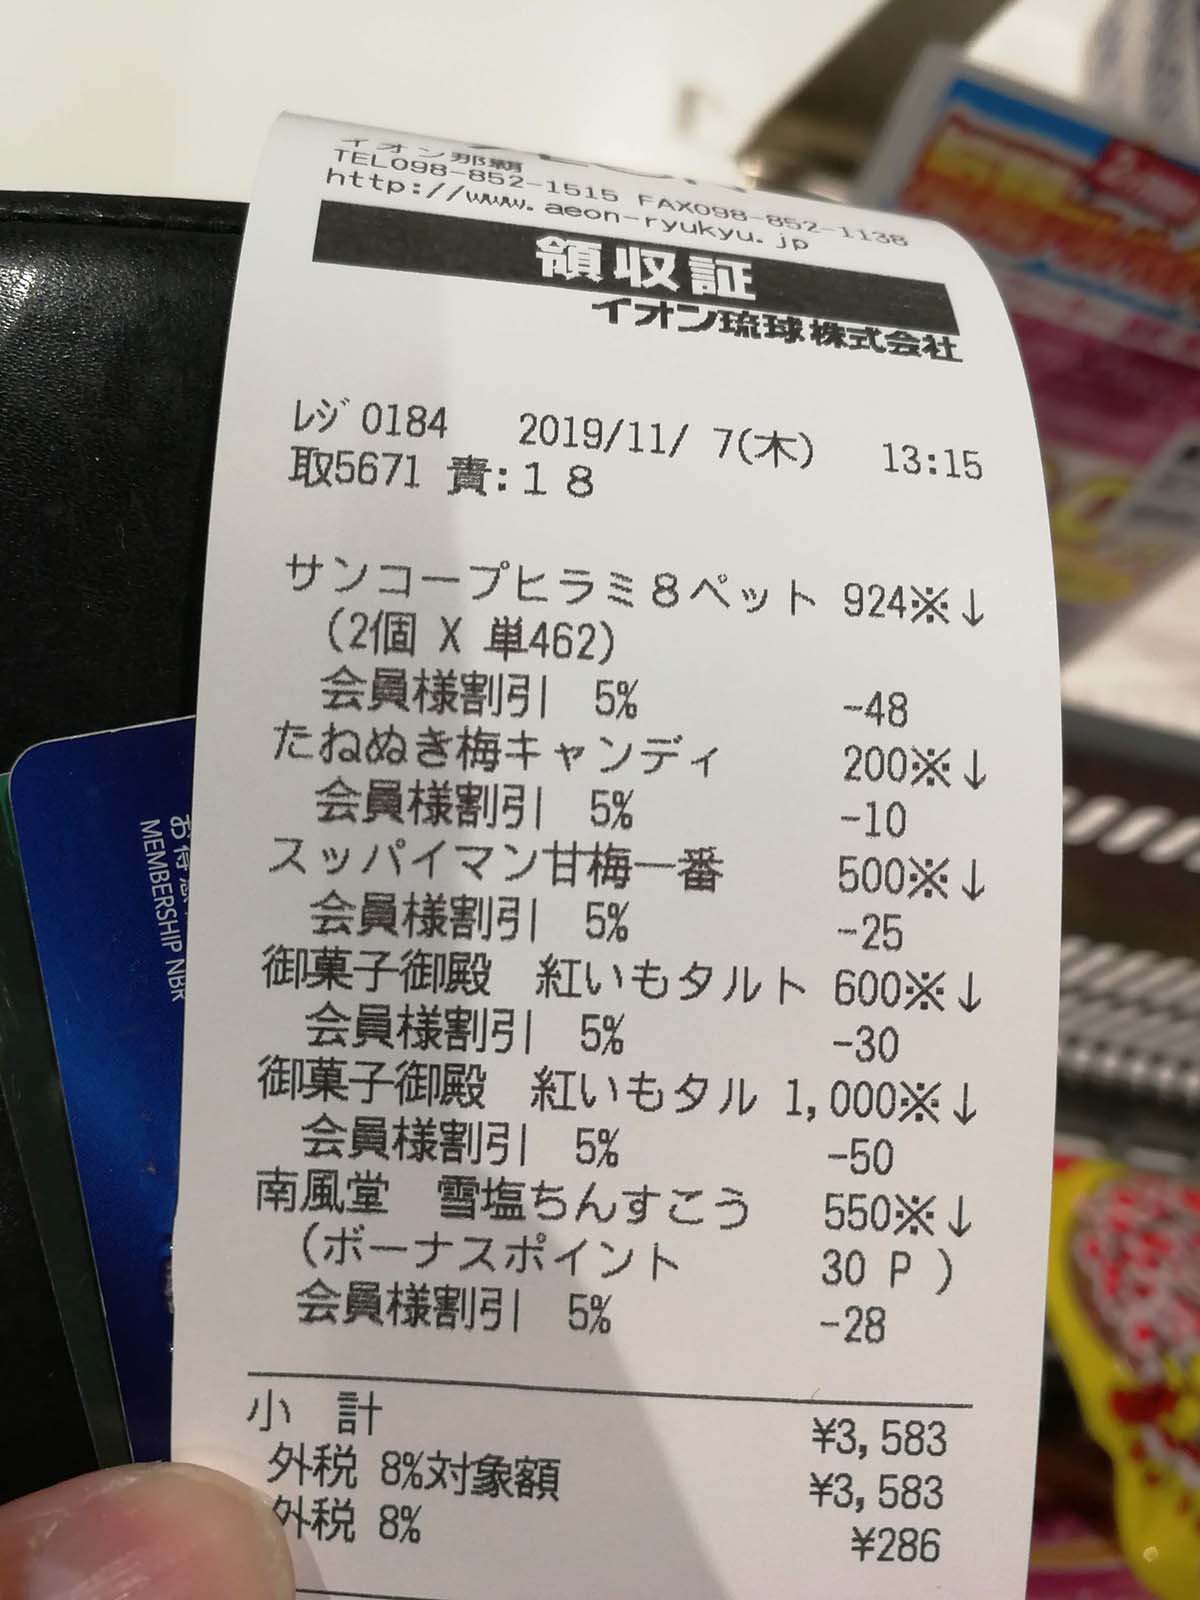 イオン那覇
TEL098-852-1515 FAX098-852-1138
http://www.aeon-ryukyu.jp
領収証
イオン琉球株式会社
レジ0184 2019/11/ 7(木) 13:15
取5671 責:18
サンコープヒラミ8ペット 924※↓
(2個 X 単462)
会員様割引 5% -48
たねぬき梅キャンディ 200※↓
会員様割引 5% -10
スッパイマン甘梅一番 500※↓
会員様割引 5% -25
御菓子御殿 紅いもタルト 600※↓
会員様割引 5% -30
御菓子御殿 紅いもタル 1,000※↓
会員様割引 5% -50
南風堂 雪塩ちんすこう 550※↓
(ボーナスポイント 30 P )
会員様割引 5% -28
小 計 ¥3,583
外税 8%対象額 ¥3,583
外税 8% ¥286
お得意
MEMBERSHIP NBR